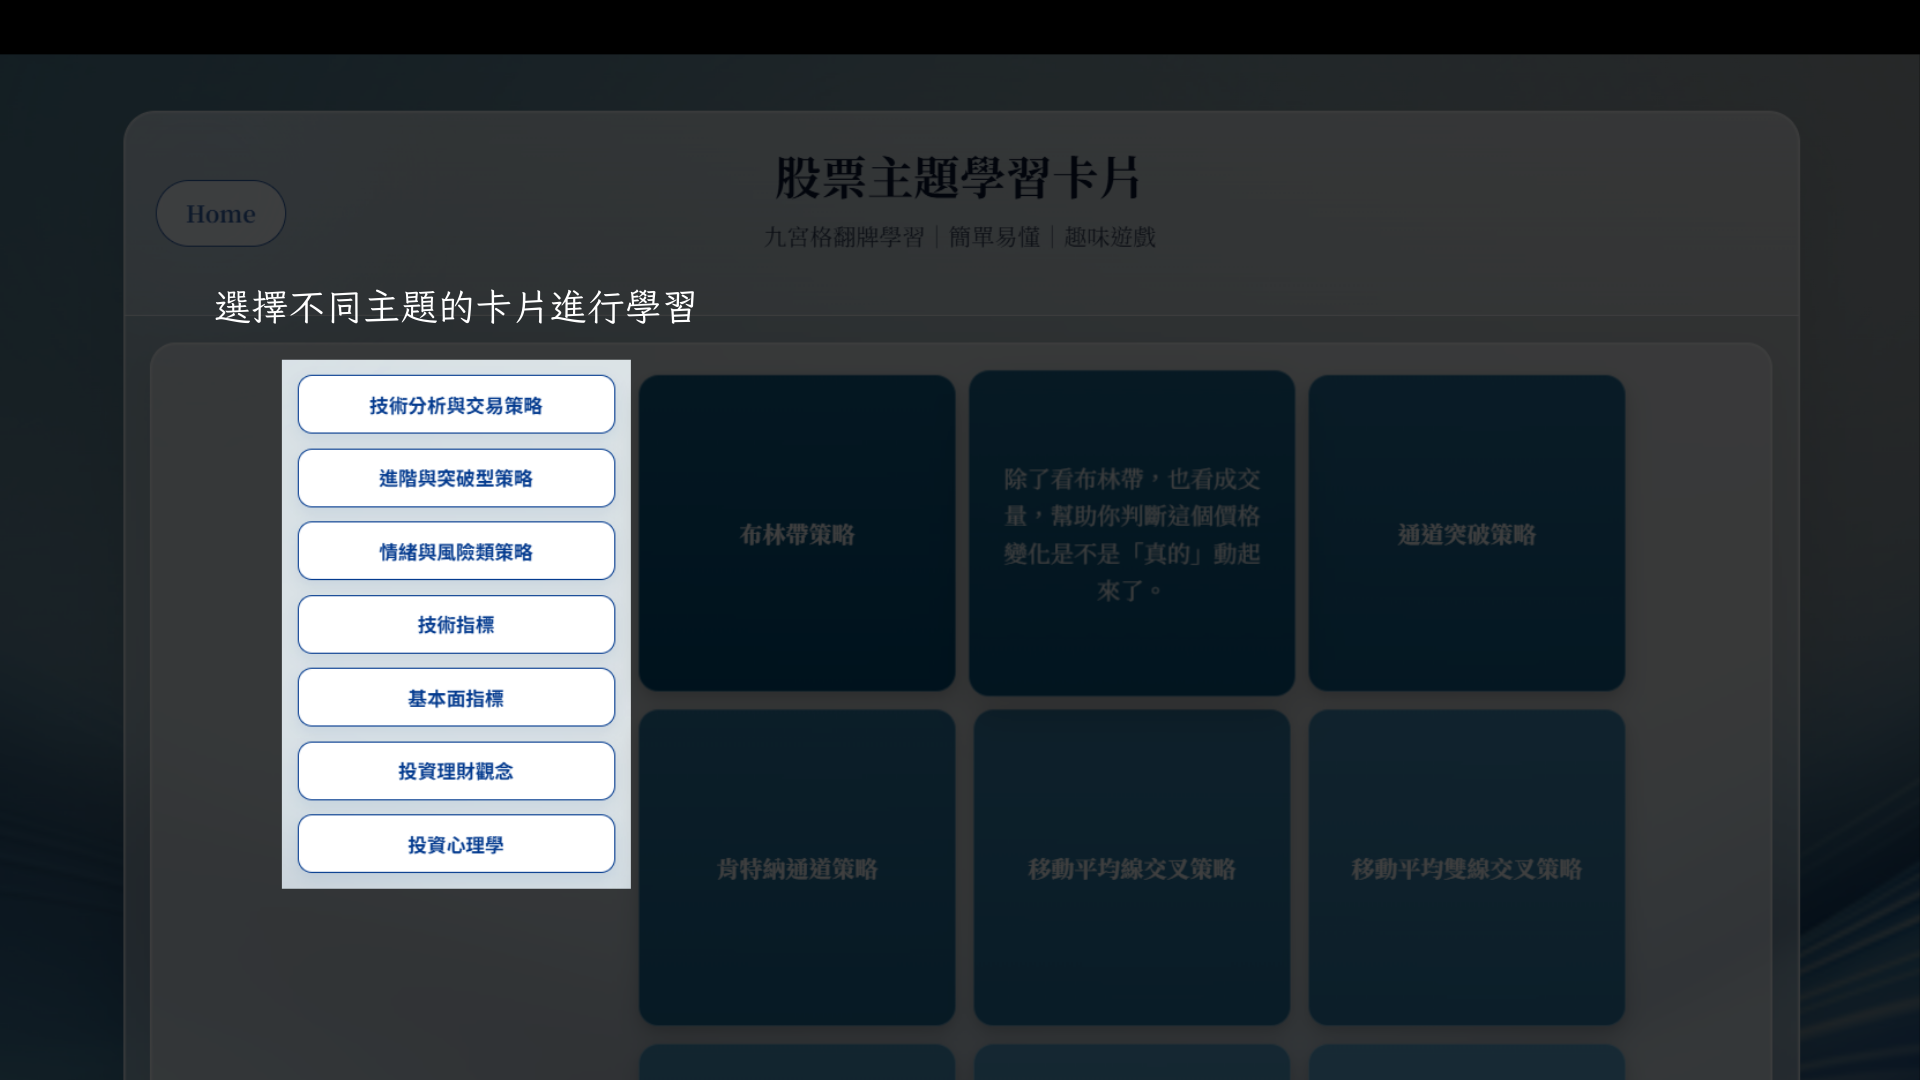 股票主題學習卡片
Home
九宮格翻牌學習｜簡單易懂｜趣味遊戲
選擇不同主題的卡片進行學習
技術分析與交易策略
進階與突破型策略
情緒與風險類策略
技術指標
基本面指標
投資理財觀念
投資心理學
布林帶策略
除了看布林帶，也看成交
量，幫助你判斷這個價格
變化是不是「真的」動起
來了。
通道突破策略
肯特納通道策略
移動平均線交叉策略
移動平均雙線交叉策略